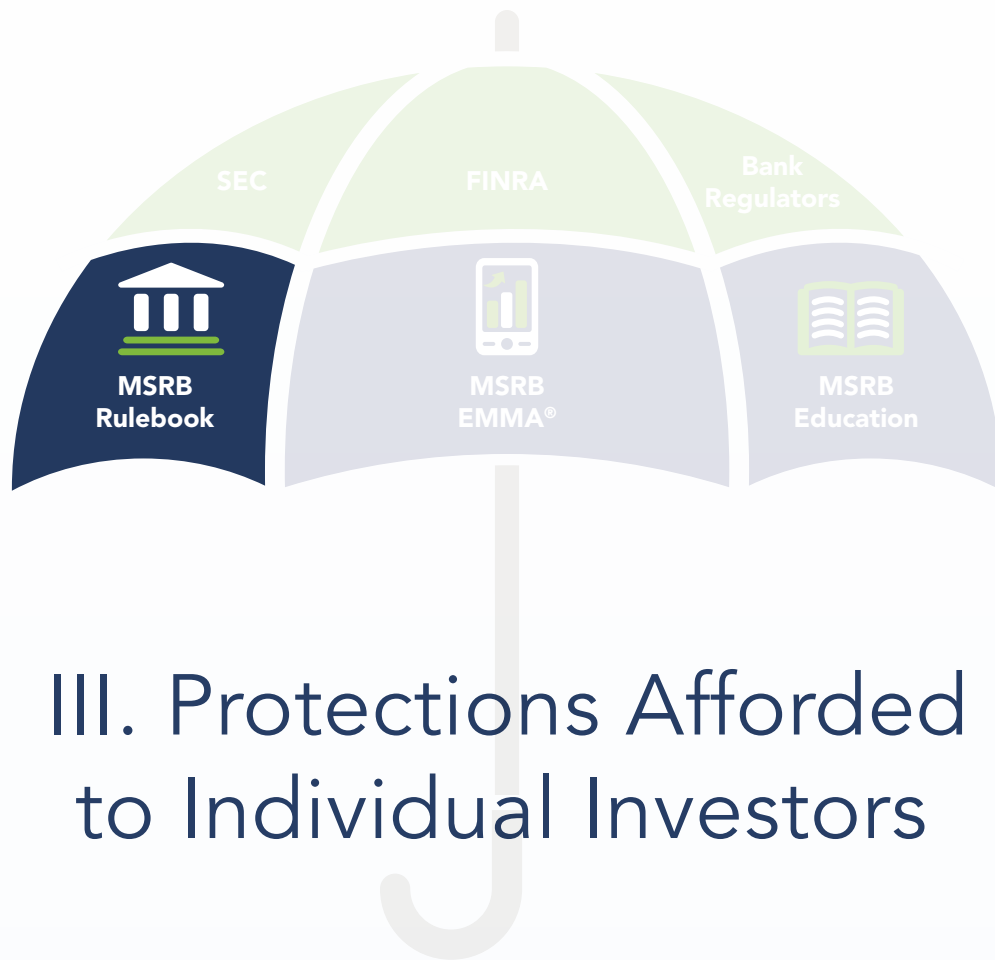 SEC
FINRA
Bank
Regulators
MSRB
Rulebook
MSRB
EMMA®
MSRB
Education
III. Protections Afforded
to Individual Investors